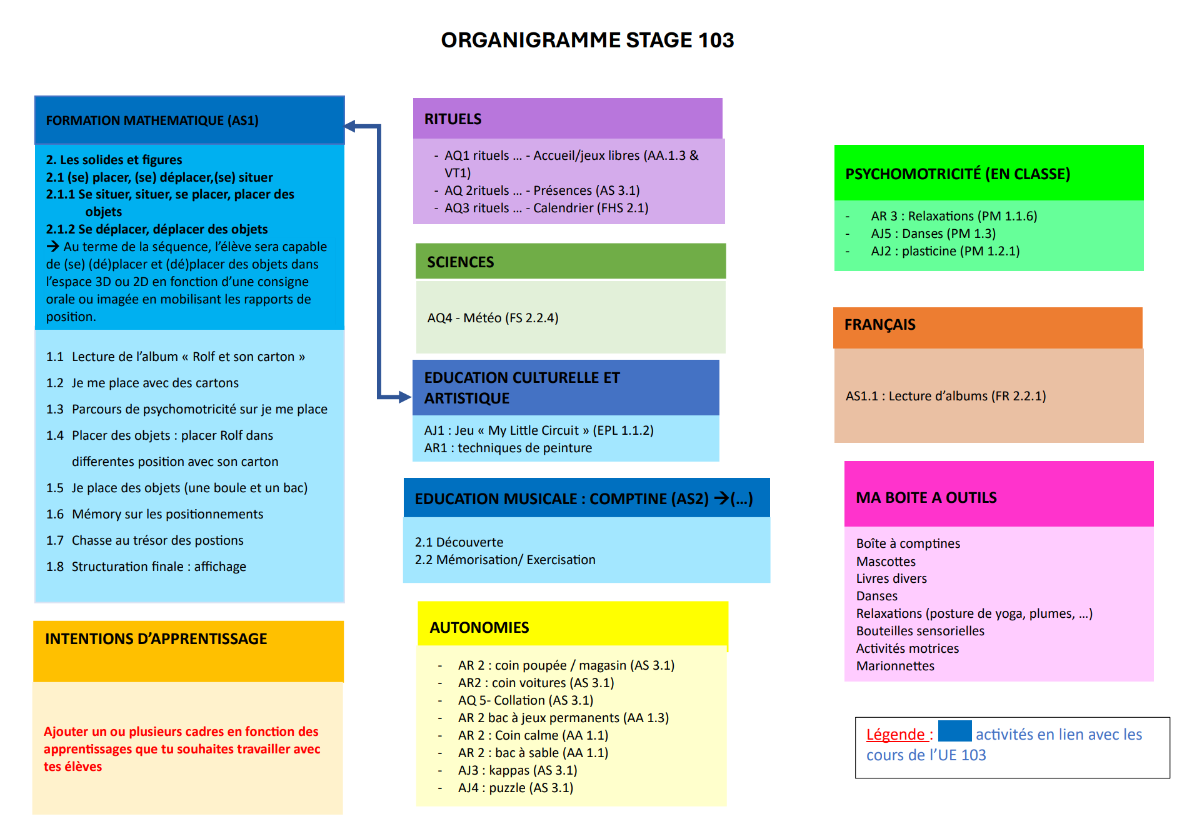 ORGANIGRAMME STAGE 103
FORMATION MATHEMATIQUE (AS1)
2. Les solides et figures
2.1 (se) placer, (se) déplacer,(se) situer
2.1.1 Se situer, situer, se placer, placer des
objets
2.1.2 Se déplacer, déplacer des objets
→ Au terme de la séquence, l’élève sera capable
de (se) (dé)placer et (dé)placer des objets dans
l’espace 3D ou 2D en fonction d’une consigne
orale ou imagée en mobilisant les rapports de
position.
1.1 Lecture de l’album « Rolf et son carton »
1.2 Je me place avec des cartons
1.3 Parcours de psychomotricité sur je me place
1.4 Placer des objets : placer Rolf dans
differentes position avec son carton
1.5 Je place des objets (une boule et un bac)
1.6 Mémory sur les positionnements
1.7 Chasse au trésor des postions
1.8 Structuration finale : affichage
INTENTIONS D’APPRENTISSAGE
Ajouter un ou plusieurs cadres en fonction des
apprentissages que tu souhaites travailler avec
tes élèves
RITUELS
- AQ1 rituels ... - Accueil/jeux libres (AA.1.3 &
VT1)
- AQ 2rituels ... - Présences (AS 3.1)
- AQ3 rituels ... - Calendrier (FHS 2.1)
SCIENCES
AQ4 - Météo (FS 2.2.4)
EDUCATION CULTURELLE ET
ARTISTIQUE
AJ1 : Jeu « My Little Circuit » (EPL 1.1.2)
AR1 : techniques de peinture
EDUCATION MUSICALE : COMPTINE (AS2) →(...)
2.1 Découverte
2.2 Mémorisation/ Exercisation
AUTONOMIES
- AR 2 : coin poupée / magasin (AS 3.1)
- AR2 : coin voitures (AS 3.1)
- AQ 5- Collation (AS 3.1)
- AR 2 bac à jeux permanents (AA 1.3)
- AR 2 : Coin calme (AA 1.1)
- AR 2 : bac à sable (AA 1.1)
- AJ3 : kappas (AS 3.1)
- AJ4 : puzzle (AS 3.1)
PSYCHOMOTRICITÉ (EN CLASSE)
- AR 3 : Relaxations (PM 1.1.6)
- AJ5 : Danses (PM 1.3)
- AJ2 : plasticine (PM 1.2.1)
FRANÇAIS
AS1.1 : Lecture d’albums (FR 2.2.1)
MA BOITE A OUTILS
Boîte à comptines
Mascottes
Livres divers
Danses
Relaxations (posture de yoga, plumes, ...)
Bouteilles sensorielles
Activités motrices
Marionnettes
Légende : activités en lien avec les
cours de l’UE 103